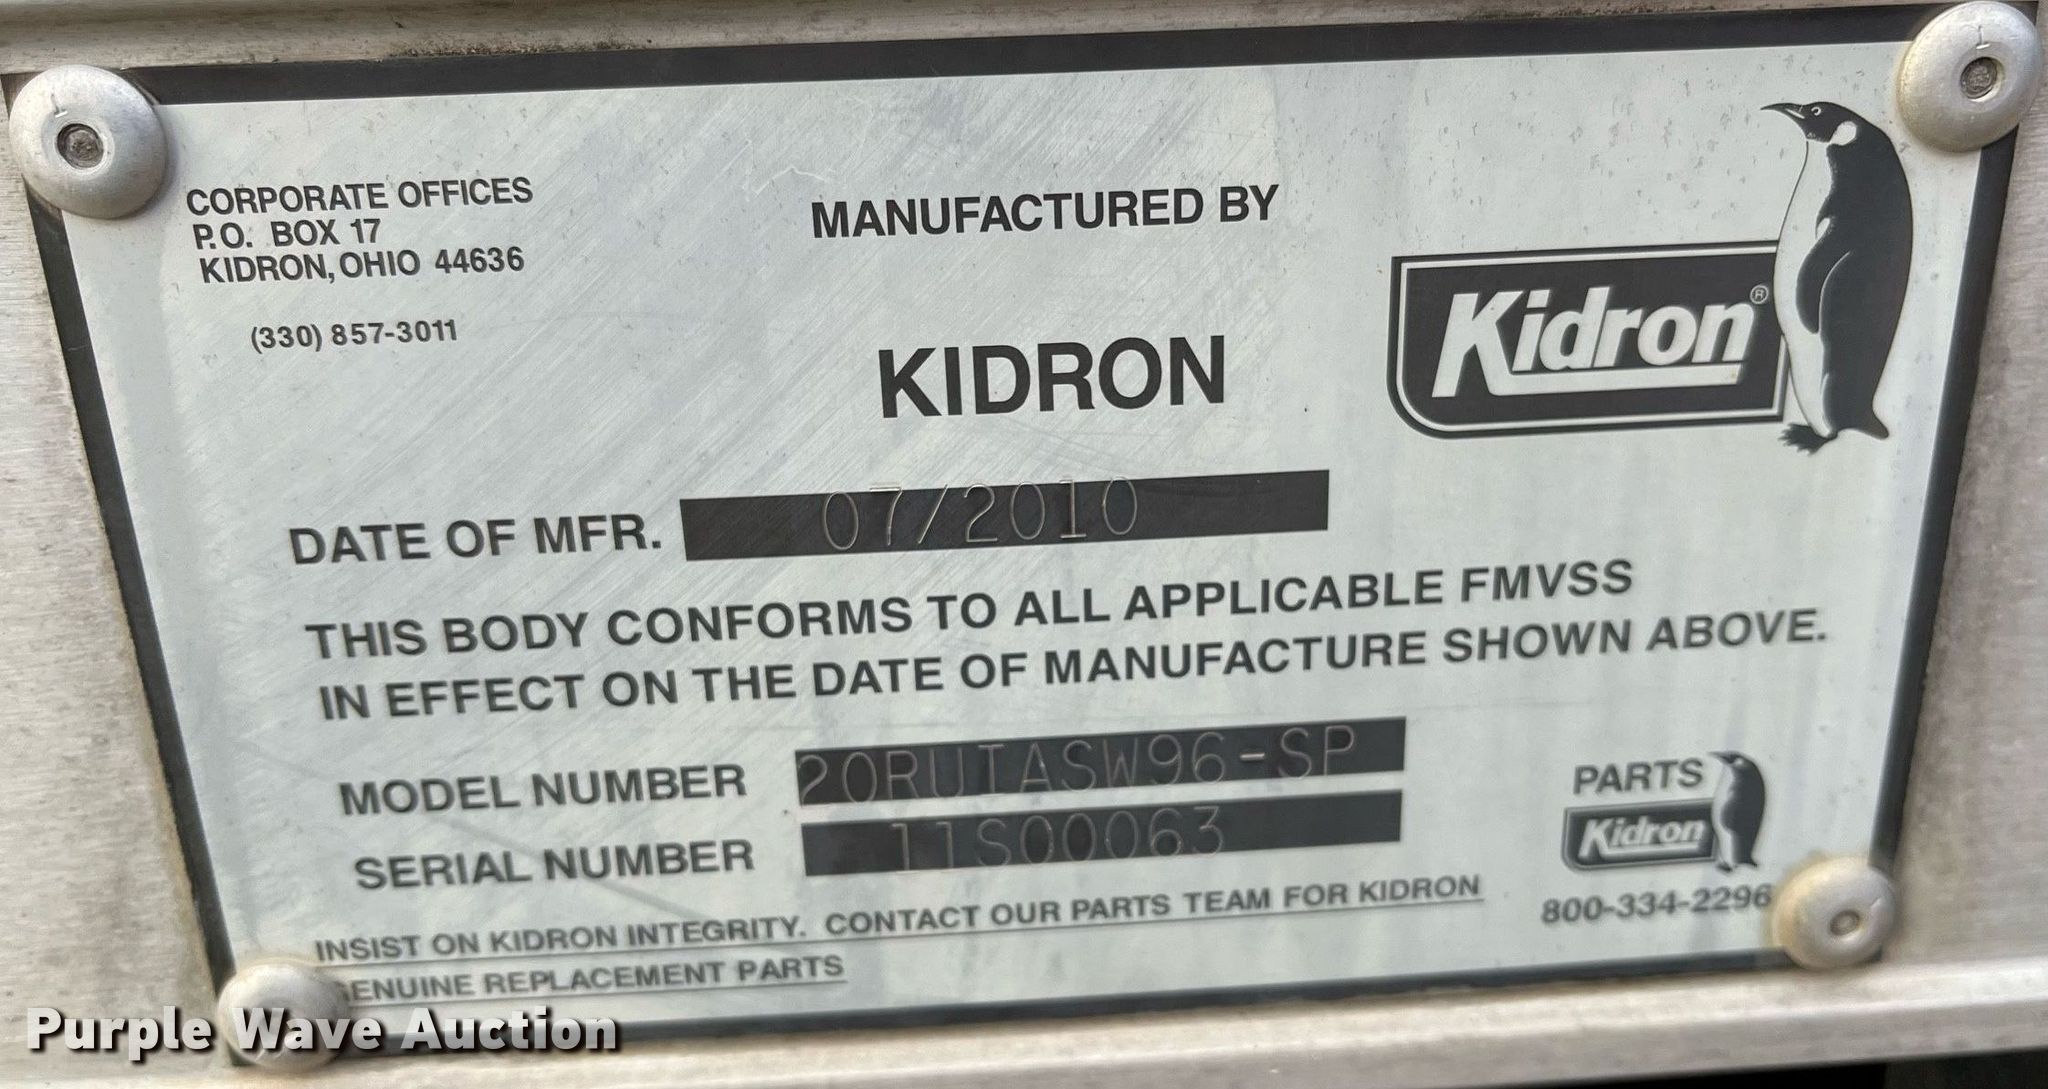 CORPORATE OFFICES
P.O. BOX 17
KIDRON, OHIO 44636
(330) 857-3011
MANUFACTURED BY
KIDRON
Kidron®
DATE OF MFR. 07/2010
THIS BODY CONFORMS TO ALL APPLICABLE FMVSS
IN EFFECT ON THE DATE OF MANUFACTURE SHOWN ABOVE.
MODEL NUMBER 20RUIASW96-SP
SERIAL NUMBER 11S00063
PARTS
Kidron
800-334-2296
INSIST ON KIDRON INTEGRITY. CONTACT OUR PARTS TEAM FOR KIDRON
GENUINE REPLACEMENT PARTS
Purple Wave Auction